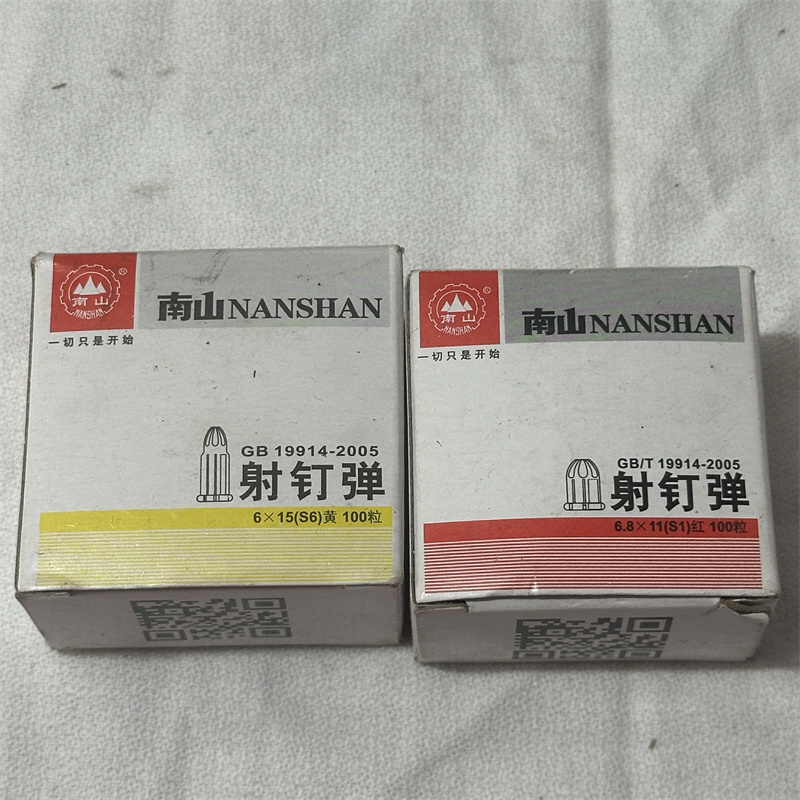 南山
NANSHAN
®
南山NANSHAN
一切只是开始
GB 19914-2005
射钉弹
6×15(S6)黄 100粒
南山
NANSHAN
®
南山NANSHAN
一切只是开始
GB/T 19914-2005
射钉弹
6.8×11(S1)红 100粒